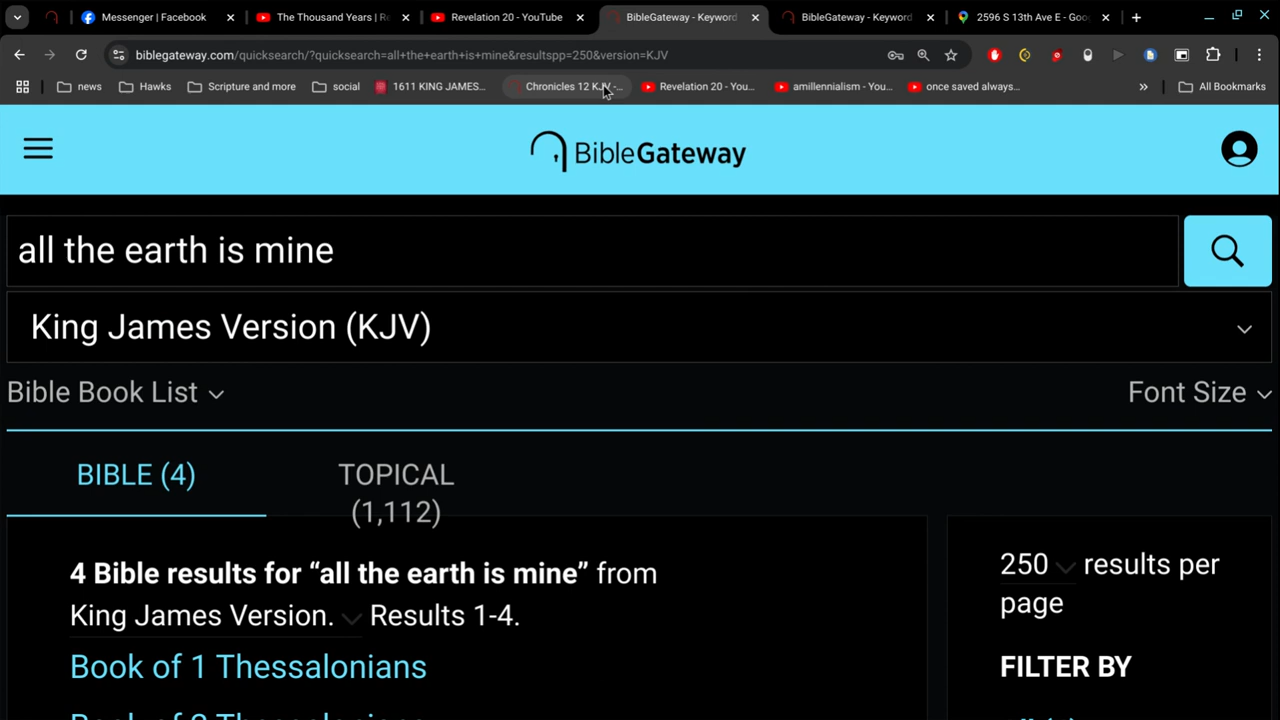 Messenger | Facebook
The Thousand Years | Re
Revelation 20 - YouTube
BibleGateway - Keyword
BibleGateway - Keyword
2596 S 13th Ave E - Goo
biblegateway.com/quicksearch/?quicksearch=all+the+earth+is+mine&resultspp=250&version=KJV
news
Hawks
Scripture and more
social
1611 KING JAMES...
Chronicles 12 KJV -...
Revelation 20 - You...
amillennialism - You...
once saved always...
All Bookmarks
BibleGateway
all the earth is mine
King James Version (KJV)
Bible Book List
Font Size
BIBLE (4)
TOPICAL
(1,112)
4 Bible results for “all the earth is mine” from
King James Version. Results 1-4.
Book of 1 Thessalonians
250 results per
page
FILTER BY